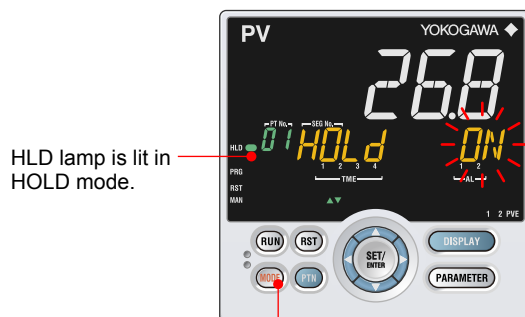 PV YOKOGAWA
26.8
PT No. SEG No.
HLD 01 HOLd ON
1 2 3 4 1 2
PRG TME AL
RST
MAN
1 2 PVE
HLD lamp is lit in
HOLD mode.
RUN RST DISPLAY
SET/
ENTER
MODE PTN PARAMETER